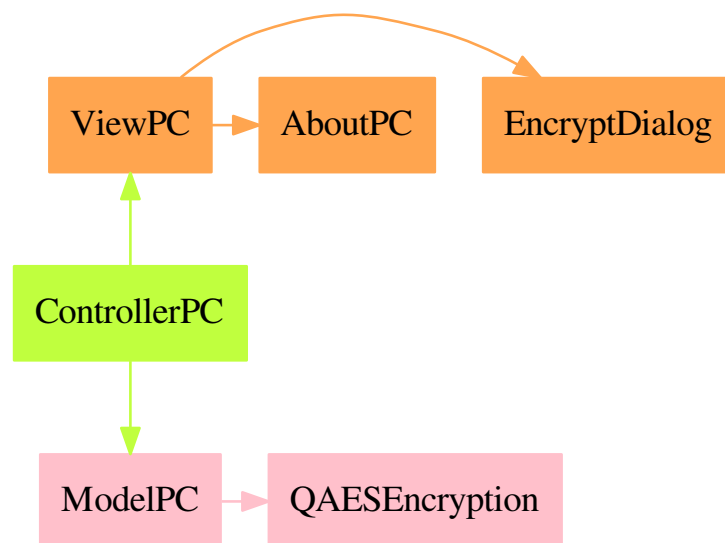 ViewPC
AboutPC
EncryptDialog
ControllerPC
ModelPC
QAESEncryption